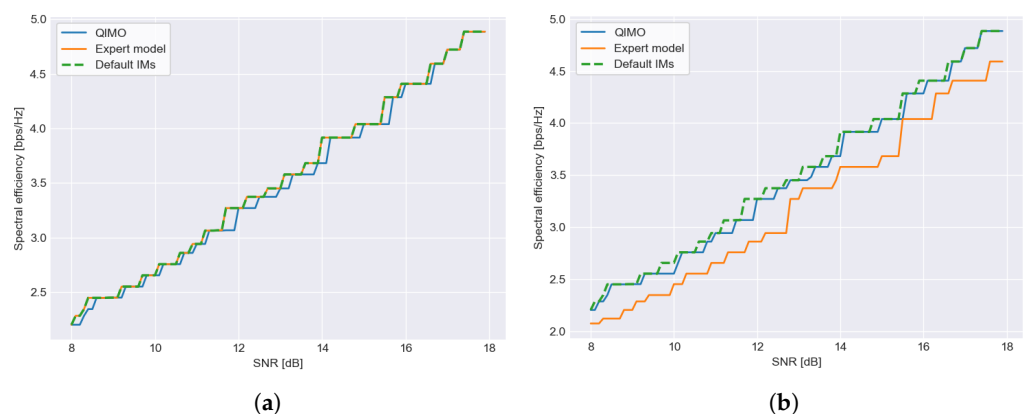 5.0
4.5
4.0
3.5
3.0
2.5
Spectral efficiency [bps/Hz]
QIMO
Expert model
Default IMs
8
10
12
14
16
18
SNR [dB]
(a)
5.0
4.5
4.0
3.5
3.0
2.5
2.0
Spectral efficiency [bps/Hz]
QIMO
Expert model
Default IMs
8
10
12
14
16
18
SNR [dB]
(b)